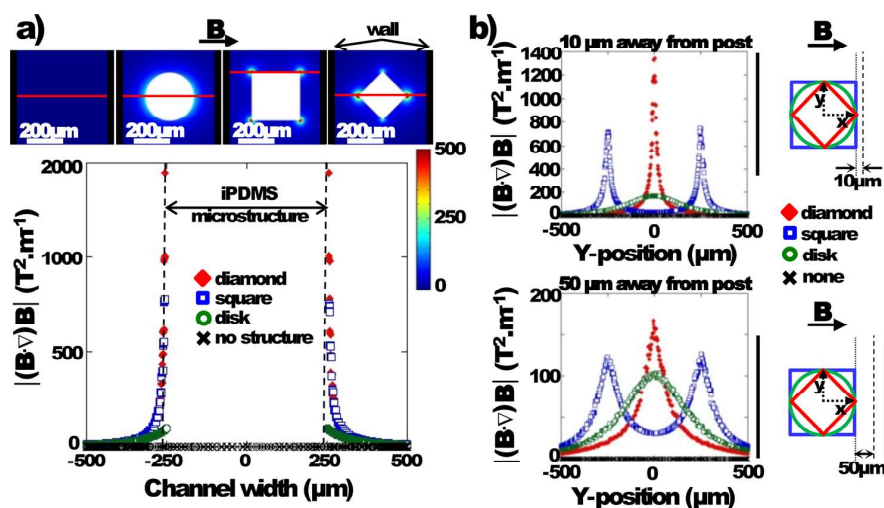 a)
B
wall
200µm
200µm
200µm
200µm
500
250
0
|(B·∇)B| (T².m⁻¹)
2000
1000
500
0
iPDMS
microstructure
diamond
square
disk
no structure
-500
-250
0
250
500
Channel width (µm)
b)
10 µm away from post
|(B·∇)B| (T².m⁻¹)
1400
1200
1000
800
600
400
200
0
-500
0
500
Y-position (µm)
B
y
x
10µm
diamond
square
disk
none
50 µm away from post
|(B·∇)B| (T².m⁻¹)
200
150
100
50
0
-500
0
500
Y-position (µm)
B
y
x
50µm